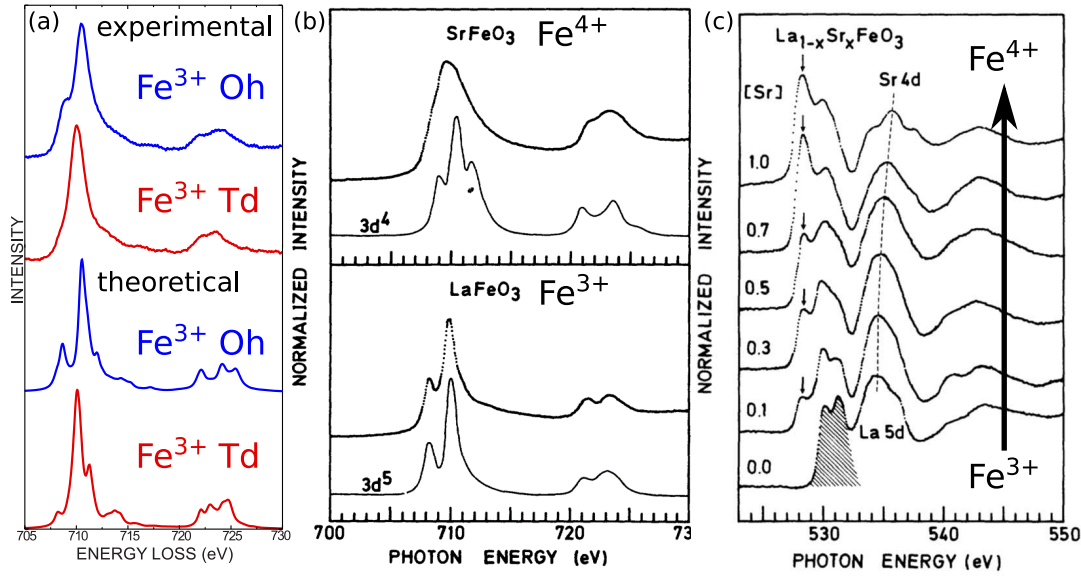 (a)
experimental
Fe³⁺ Oh
Fe³⁺ Td
theoretical
Fe³⁺ Oh
Fe³⁺ Td
INTENSITY
705 710 715 720 725 730
ENERGY LOSS (eV)
(b)
SrFeO₃ Fe⁴⁺
3d⁴
NORMALIZED INTENSITY
LaFeO₃ Fe³⁺
3d⁵
NORMALIZED INTENSITY
700 710 720 73
PHOTON ENERGY (eV)
(c)
La₁₋ₓSrₓFeO₃
Fe⁴⁺
[Sr]
Sr 4d
1.0
0.7
0.5
0.3
0.1
La 5d
0.0
Fe³⁺
NORMALIZED INTENSITY
530 540 550
PHOTON ENERGY (eV)